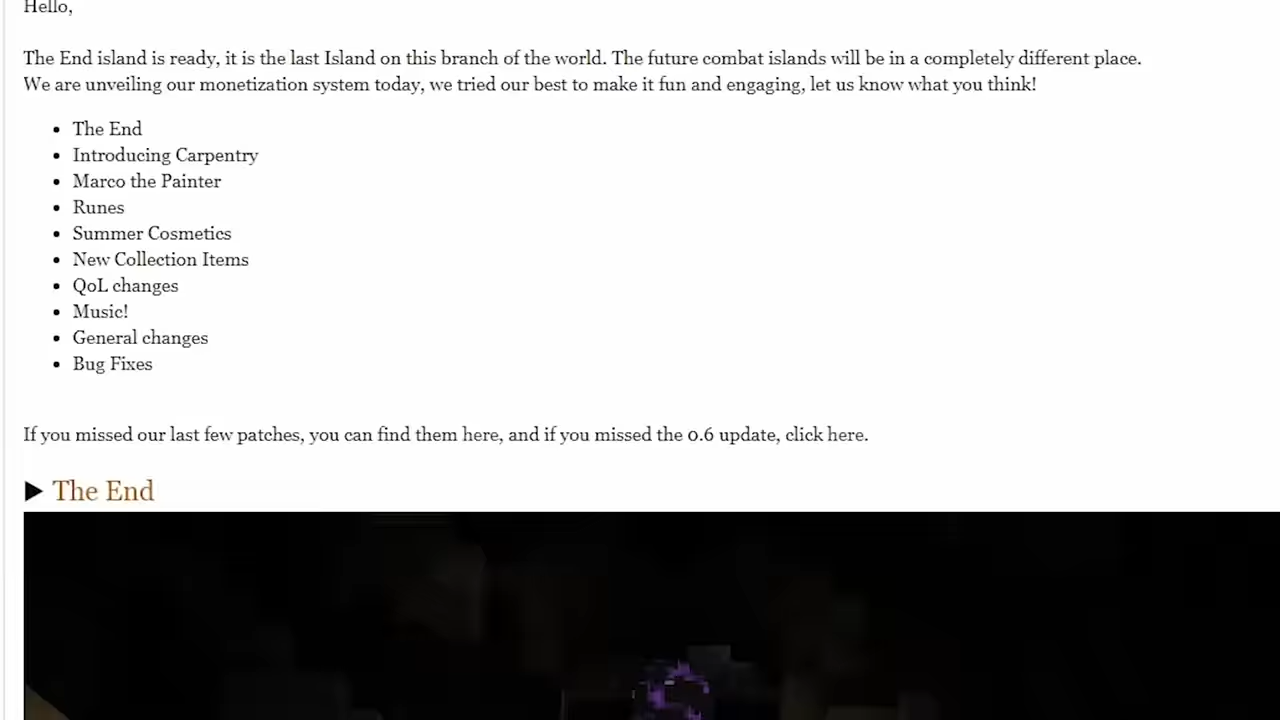 Hello,
The End island is ready, it is the last Island on this branch of the world. The future combat islands will be in a completely different place.
We are unveiling our monetization system today, we tried our best to make it fun and engaging, let us know what you think!
• The End
• Introducing Carpentry
• Marco the Painter
• Runes
• Summer Cosmetics
• New Collection Items
• QoL changes
• Music!
• General changes
• Bug Fixes
If you missed our last few patches, you can find them here, and if you missed the 0.6 update, click here.
▶ The End